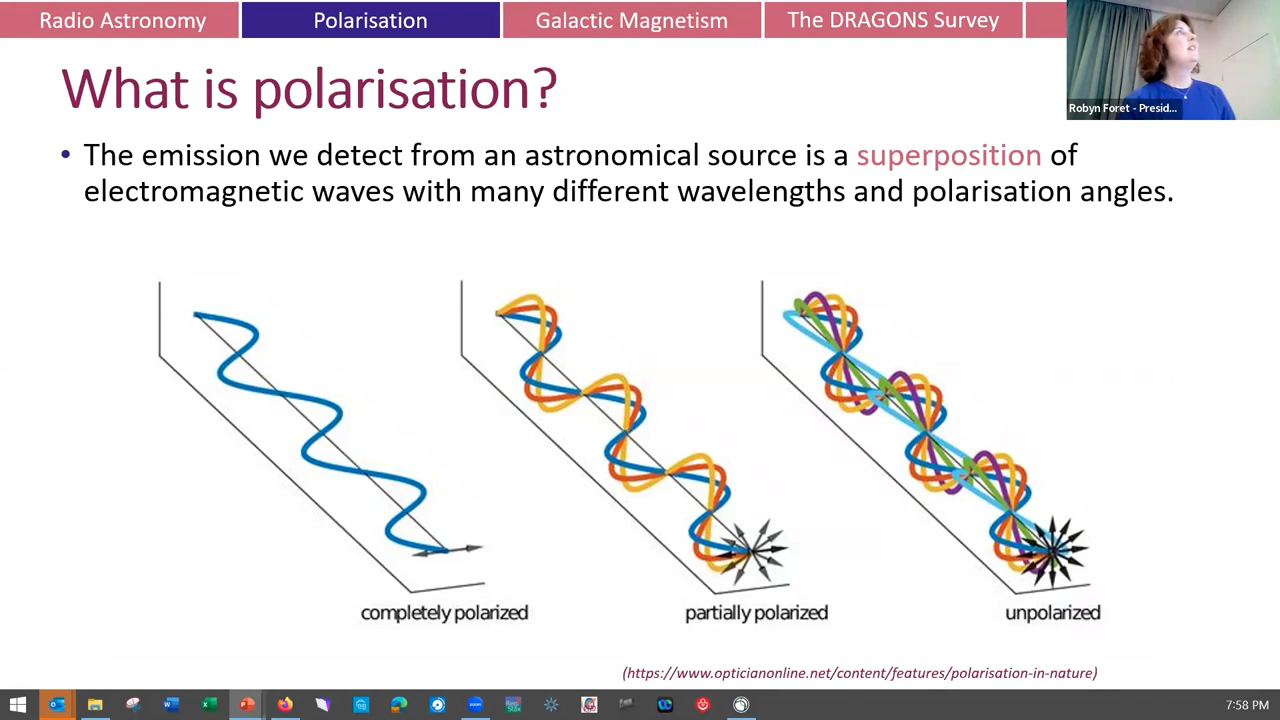 Radio Astronomy
Polarisation
Galactic Magnetism
The DRAGONS Survey
Robyn Foret - Presid...
What is polarisation?
• The emission we detect from an astronomical source is a superposition of
electromagnetic waves with many different wavelengths and polarisation angles.
completely polarized
partially polarized
unpolarized
(https://www.opticianonline.net/content/features/polarisation-in-nature)
7:58 PM